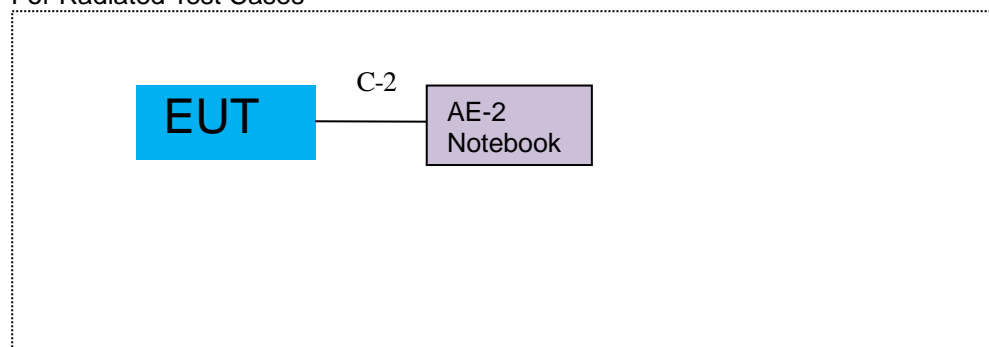 For Radiated Test Cases
C-2
EUT
AE-2
Notebook